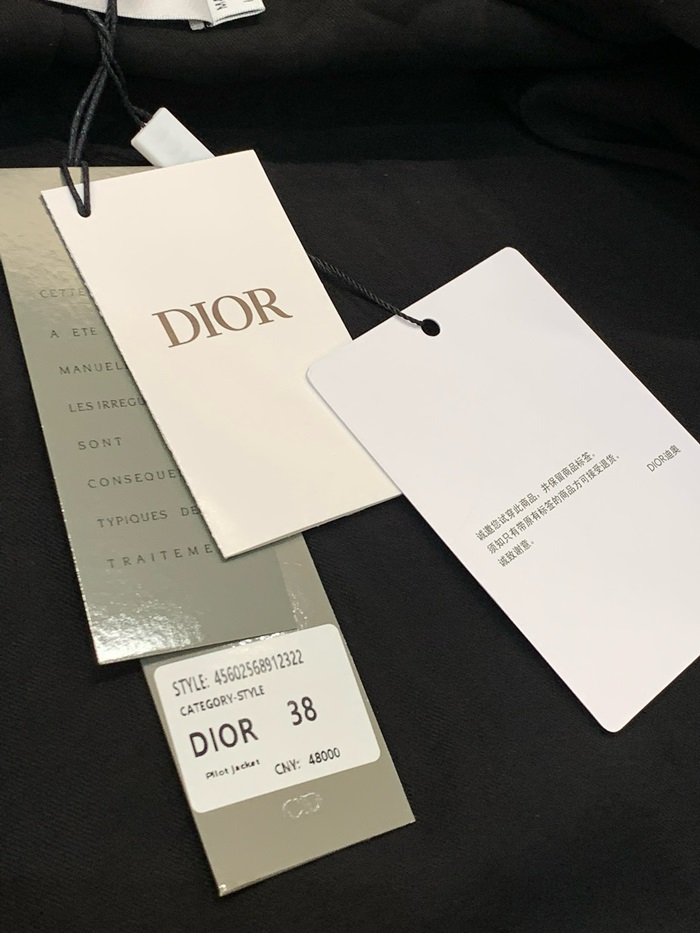 DIOR
CETTE
A ETE
MANUEL
LES IRREGU
SONT
CONSEQUE
TYPIQUES DE
TRAITEME
DIOR迪奥
诚邀您试穿此商品，并保留商品标签。
须知只有带原有标签的商品方可接受退货。
诚致谢意。
STYLE: 45602568912322
CATEGORY-STYLE
DIOR 38
Pilot jacket CNY: 48000